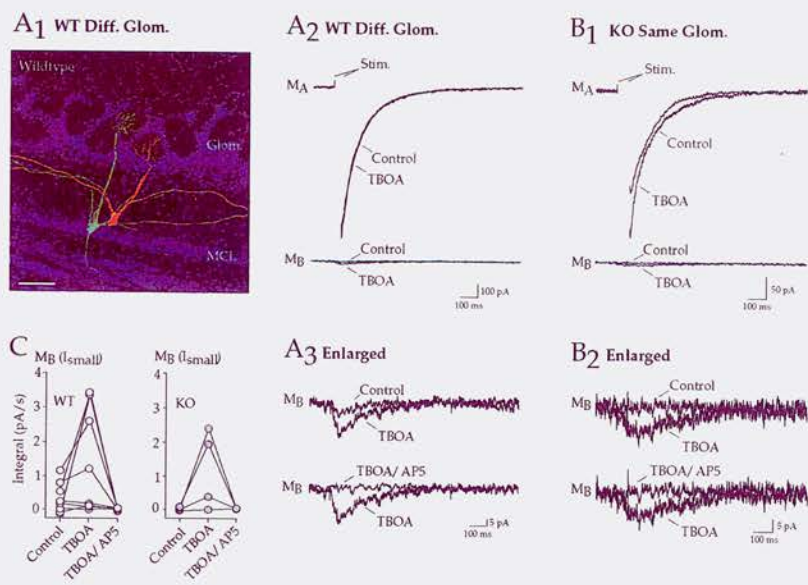 A1 WT Diff. Glom.
Wildtype
Glom.
MCL
A2 WT Diff. Glom.
MA
Stim.
Control
TBOA
MB
Control
TBOA
100 pA
100 ms
B1 KO Same Glom.
MA
Stim.
Control
TBOA
MB
Control
TBOA
50 pA
100 ms
C
MB (Ismall)
WT
Integral (pA/s)
4
3
2
1
0
Control
TBOA
TBOA/ AP5
MB (Ismall)
KO
4
3
2
1
0
Control
TBOA
TBOA/ AP5
A3 Enlarged
MB
Control
TBOA
MB
TBOA/ AP5
TBOA
5 pA
100 ms
B2 Enlarged
MB
Control
TBOA
MB
TBOA/ AP5
TBOA
5 pA
100 ms